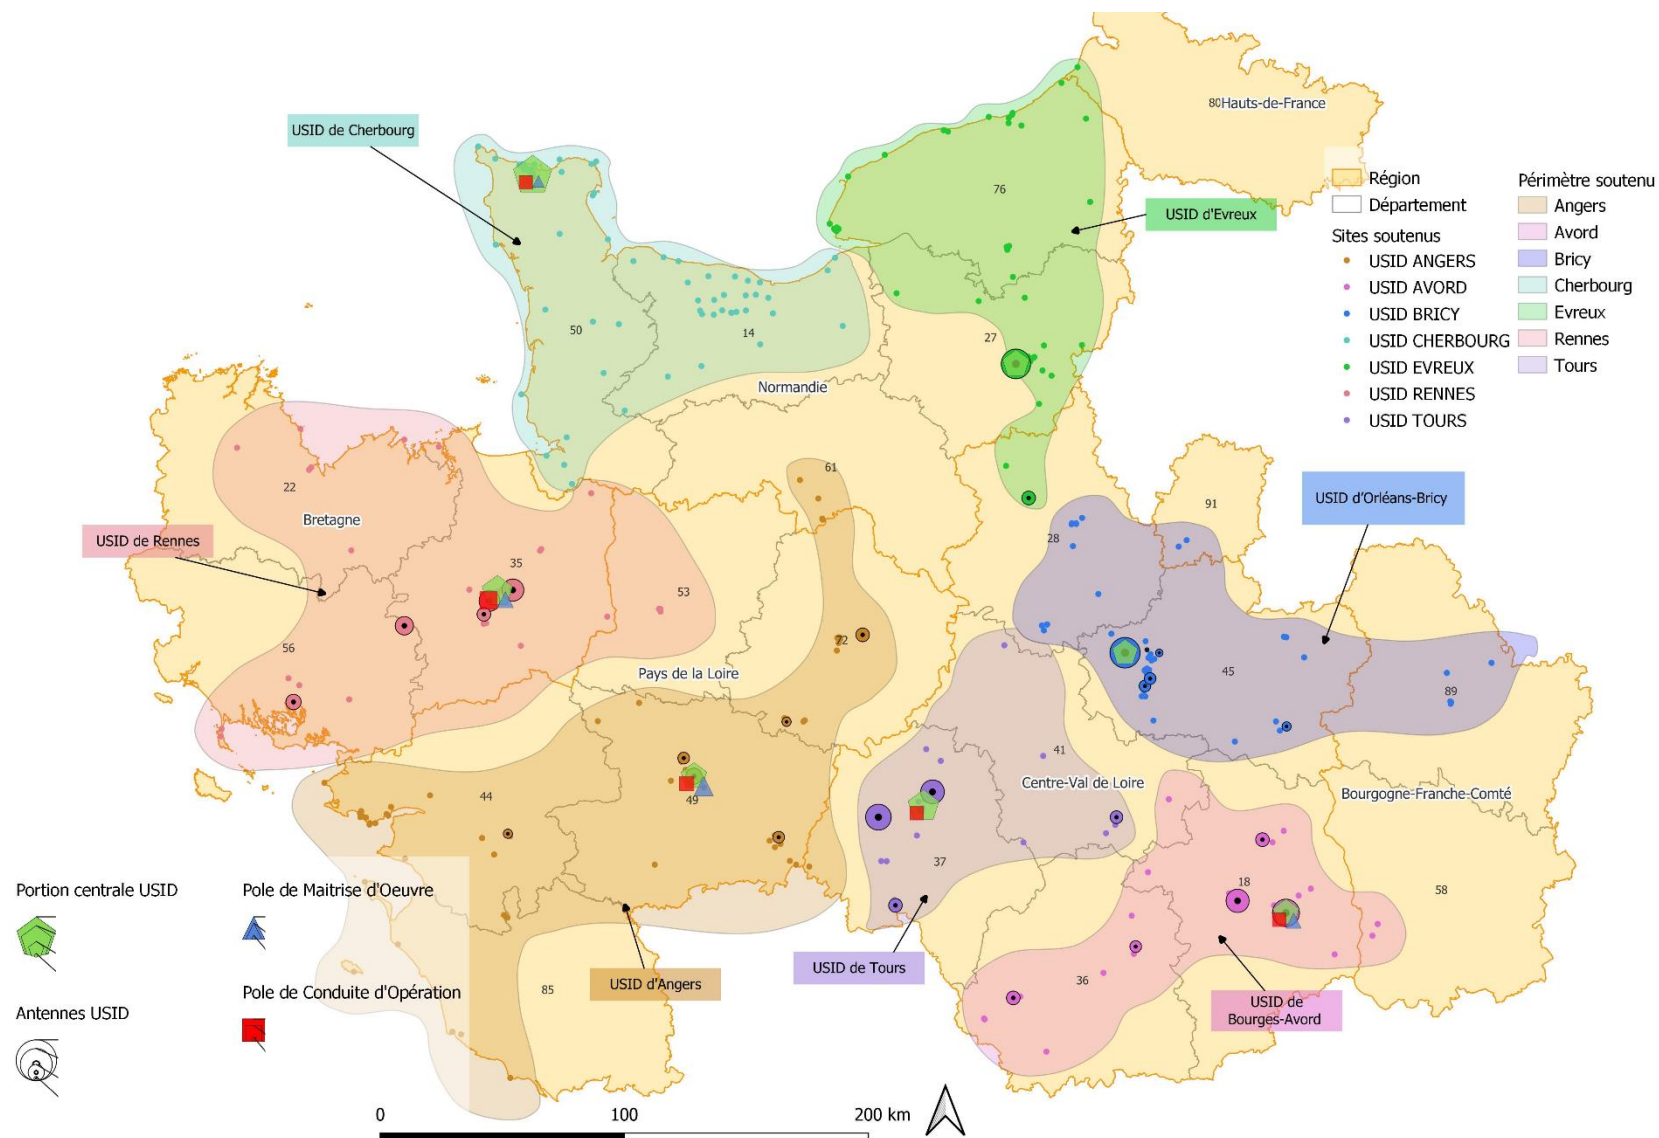 80
Hauts-de-France
USID de Cherbourg
76
USID d'Evreux
Région
Département
Sites soutenus
USID ANGERS
USID AVORD
USID BRICY
USID CHERBOURG
USID EVREUX
USID RENNES
USID TOURS
Périmètre soutenu
Angers
Avord
Bricy
Cherbourg
Evreux
Rennes
Tours
50
14
27
Normandie
61
22
Bretagne
USID de Rennes
35
53
56
72
Pays de la Loire
91
28
USID d'Orléans-Bricy
45
89
41
Centre-Val de Loire
Bourgogne-Franche-Comté
44
49
37
18
58
36
85
USID d'Angers
USID de Tours
USID de
Bourges-Avord
Portion centrale USID
Pole de Maitrise d'Oeuvre
Antennes USID
Pole de Conduite d'Opération
0 100 200 km